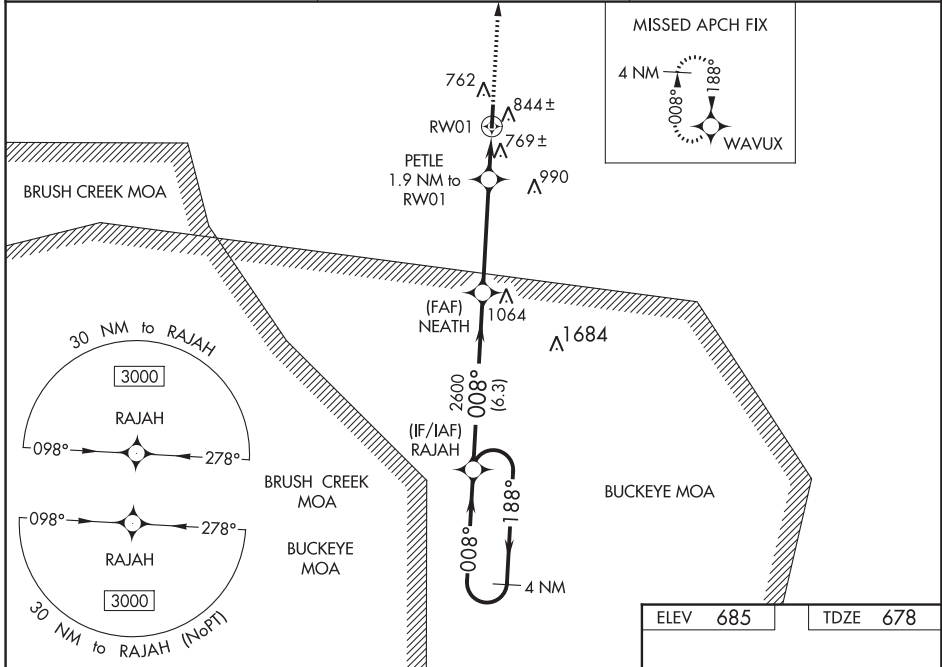 MISSED APCH FIX
4 NM
008°
188°
WAVUX
762
844±
RW01
769±
PETLE
1.9 NM to
RW01
990
BRUSH CREEK MOA
(FAF)
NEATH
1064
1684
30 NM to RAJAH
3000
RAJAH
098°
278°
2600
008°
(6.3)
(IF/IAF)
RAJAH
BRUSH CREEK
MOA
BUCKEYE
MOA
BUCKEYE MOA
008°
188°
4 NM
098°
278°
RAJAH
3000
30 NM to RAJAH (NoPT)
ELEV 685
TDZE 678